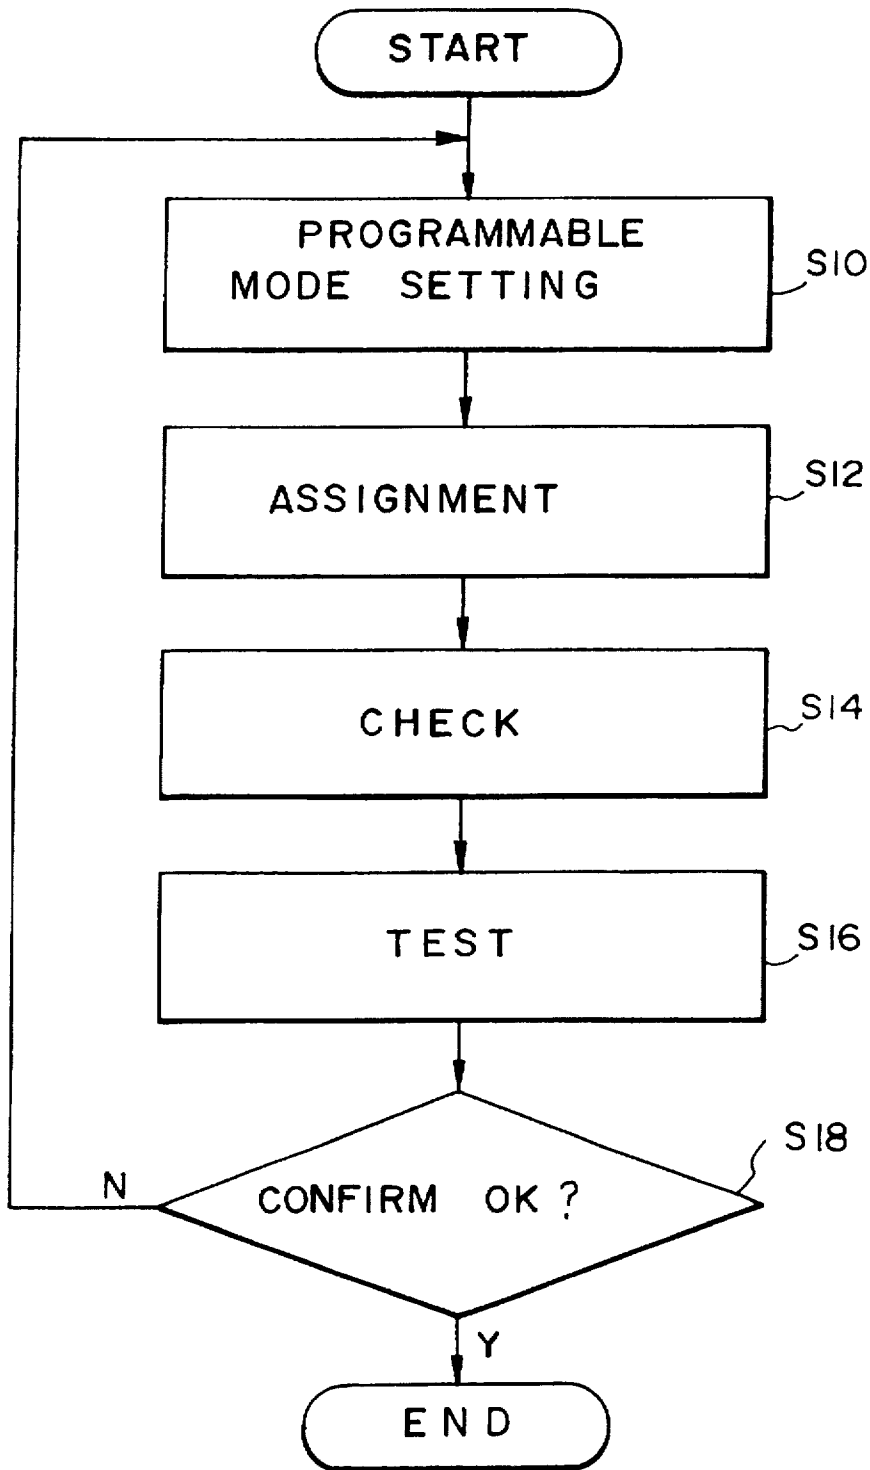 START
PROGRAMMABLE
MODE SETTING
S10
ASSIGNMENT
S12
CHECK
S14
TEST
S16
CONFIRM OK?
S18
N
Y
END